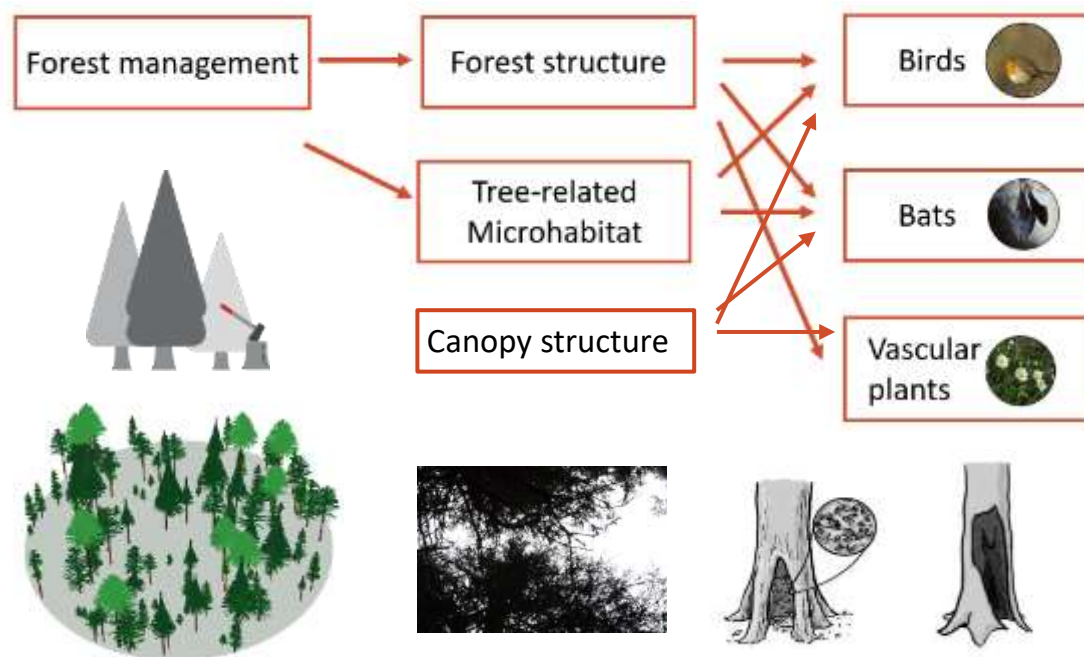 Forest management
Forest structure
Birds
Tree-related
Microhabitat
Bats
Canopy structure
Vascular
plants